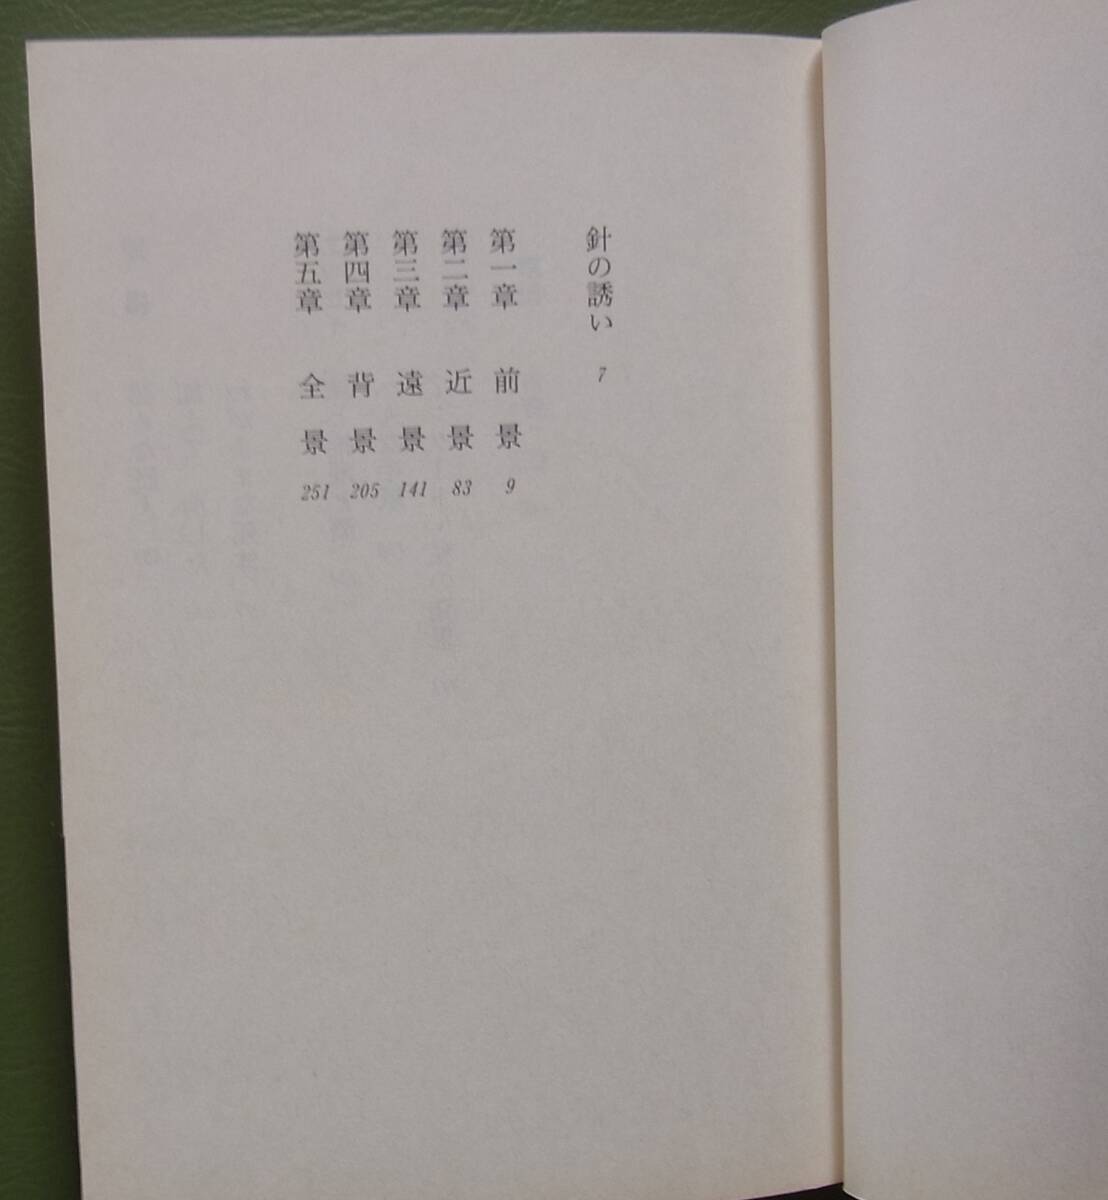 針の誘い 7
第一章 前景 9
第二章 近景 83
第三章 遠景 141
第四章 背景 205
第五章 全景 251